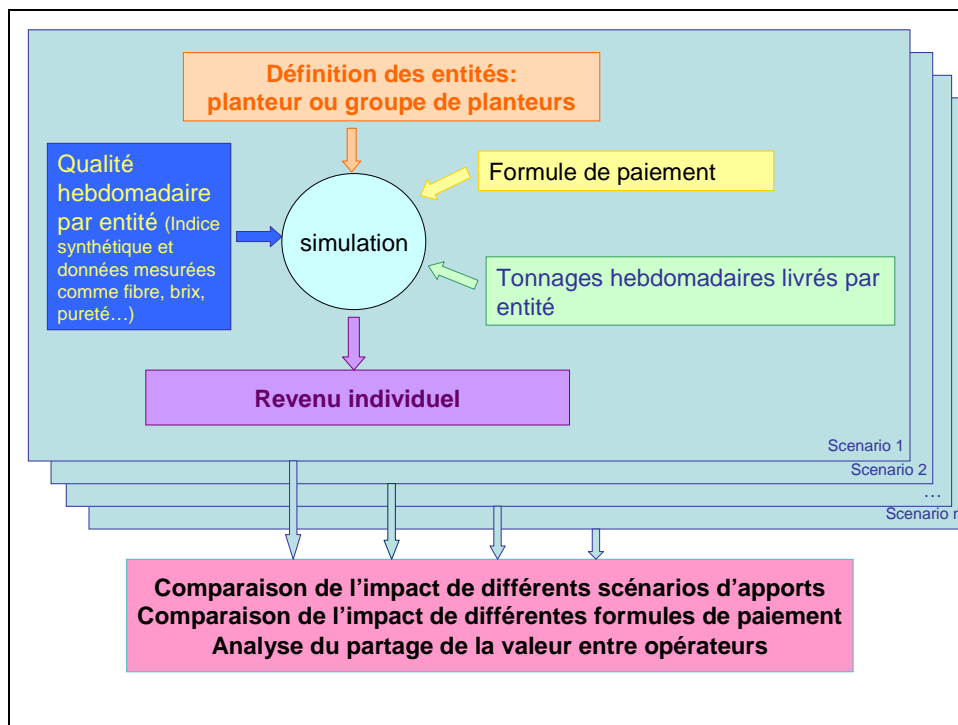 Définition des entités:
planteur ou groupe de planteurs
Qualité
hebdomadaire
par entité (Indice
synthétique et
données mesurées
comme fibre, brix,
pureté…)
simulation
Formule de paiement
Tonnages hebdomadaires livrés par
entité
Revenu individuel
Scenario 1
Scenario 2
…
Scenario n
Comparaison de l’impact de différents scénarios d’apports
Comparaison de l’impact de différentes formules de paiement
Analyse du partage de la valeur entre opérateurs